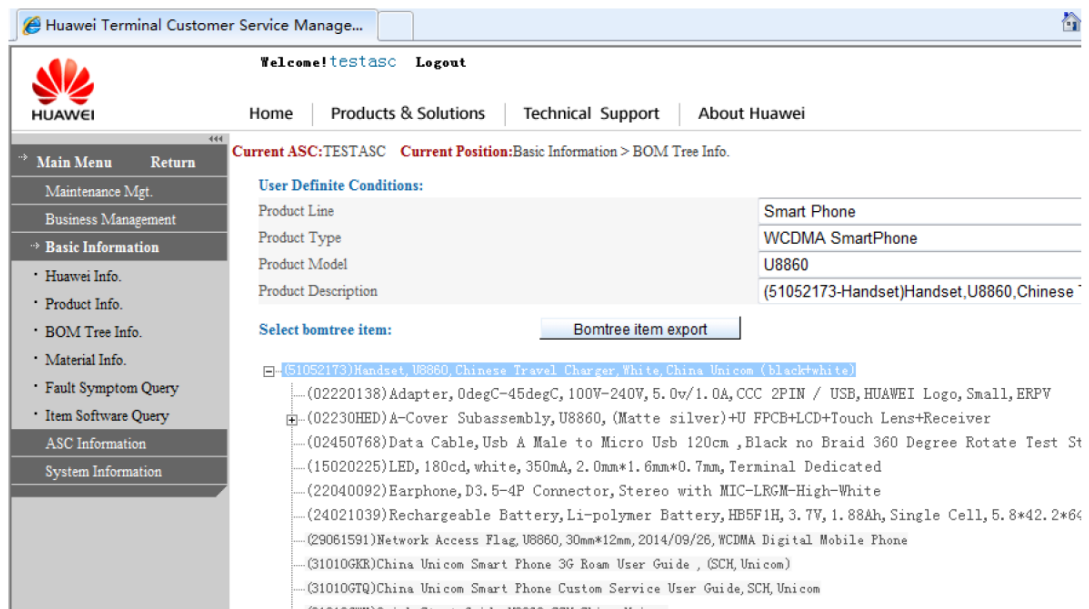 Huawei Terminal Customer Service Manage...
Welcome!testasc Logout
HUAWEI
Home Products & Solutions Technical Support About Huawei
Main Menu Return
Current ASC:TESTASC Current Position:Basic Information > BOM Tree Info.
Maintenance Mgt.
Business Management
Basic Information
Huawei Info.
Product Info.
BOM Tree Info.
Material Info.
Fault Symptom Query
Item Software Query
ASC Information
System Information
User Definite Conditions:
Product Line Smart Phone
Product Type WCDMA SmartPhone
Product Model U8860
Product Description (51052173-Handset)Handset,U8860,Chinese
Select bomtree item: Bomtree item export
(51052173)Handset,U8860,Chinese Travel Charger,White,China Unicom (black+white)
(02220138)Adapter,0degC-45degC,100V-240V,5.0v/1.0A,CCC 2PIN / USB,HUAWEI Logo,Small,ERPV
(02230HED)A-Cover Subassembly,U8860,(Matte silver)+U FPCB+LCD+Touch Lens+Receiver
(02450768)Data Cable,Usb A Male to Micro Usb 120cm ,Black no Braid 360 Degree Rotate Test St
(15020225)LED,180cd,white,350mA,2.0mm*1.6mm*0.7mm,Terminal Dedicated
(22040092)Earphone,D3.5-4P Connector,Stereo with MIC-LRGM-High-White
(24021039)Rechargeable Battery,Li-polymer Battery,HB5F1H,3.7V,1.88Ah,Single Cell,5.8*42.2*64
(29061591)Network Access Flag,U8860,30mm*12mm,2014/09/26,WCDMA Digital Mobile Phone
(31010GKR)China Unicom Smart Phone 3G Roam User Guide ,(SCH,Unicom)
(31010GTQ)China Unicom Smart Phone Custom Service User Guide,SCH,Unicom